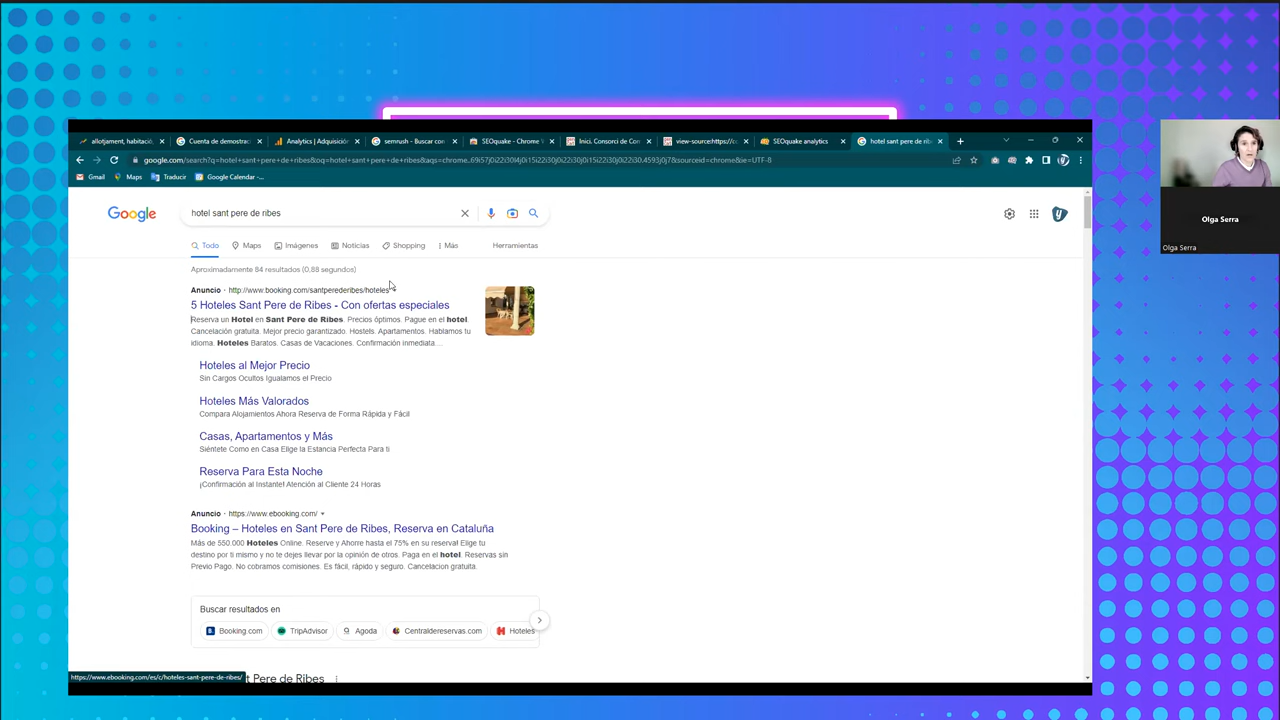 allotjament, habitació,
Cuenta de demostrac
Analytics | Adquisición
semrush - Buscar con
SEOquake - Chrome
Inici. Consorci de Com
view-source:https://cc
SEOquake analytics
hotel sant pere de rib
google.com/search?q=hotel+sant+pere+de+ribes&oq=hotel+sant+pere+de+ribes&aqs=chrome
sourceid=chrome&ie=UTF-8
Gmail
Maps
Traducir
Google Calendar -...
Google
hotel sant pere de ribes
Todo
Maps
Imágenes
Noticias
Shopping
Más
Herramientas
Aproximadamente 84 resultados (0,88 segundos)
Anuncio · http://www.booking.com/santperederibes/hoteles
5 Hoteles Sant Pere de Ribes - Con ofertas especiales
Reserva un Hotel en Sant Pere de Ribes. Precios óptimos. Pague en el hotel.
Cancelación gratuita. Mejor precio garantizado. Hostels. Apartamentos. Hablamos tu
idioma. Hoteles Baratos. Casas de Vacaciones. Confirmación inmediata....
Hoteles al Mejor Precio
Sin Cargos Ocultos Igualamos el Precio
Hoteles Más Valorados
Compara Alojamientos Ahora Reserva de Forma Rápida y Fácil
Casas, Apartamentos y Más
Siéntete Como en Casa Elige la Estancia Perfecta Para ti
Reserva Para Esta Noche
¡Confirmación al Instante! Atención al Cliente 24 Horas
Anuncio · https://www.ebooking.com/
Booking – Hoteles en Sant Pere de Ribes, Reserva en Cataluña
Más de 550.000 Hoteles Online. Reserve y Ahorre hasta el 75% en su reserva! Elige tu
destino por ti mismo y no te dejes llevar por la opinión de otros. Paga en el hotel. Reservas sin
Previo Pago. No cobramos comisiones. Es fácil, rápido y seguro. Cancelacion gratuita.
Buscar resultados en
Booking.com
TripAdvisor
Agoda
Centraldereservas.com
Hoteles
https://www.ebooking.com/es/c/hoteles-sant-pere-de-ribes/
t Pere de Ribes
Olga Serra
Olga Serra